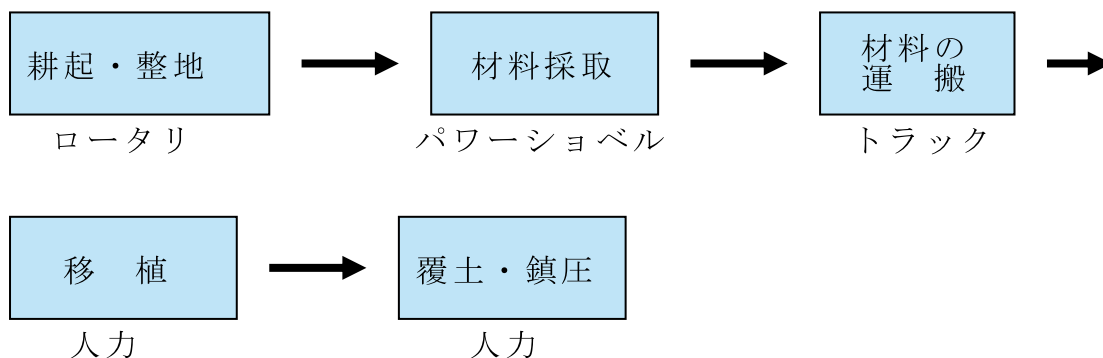 耕起・整地
材料採取
材料の
運　搬
ロータリ
パワーショベル
トラック
移　植
覆土・鎮圧
人力
人力